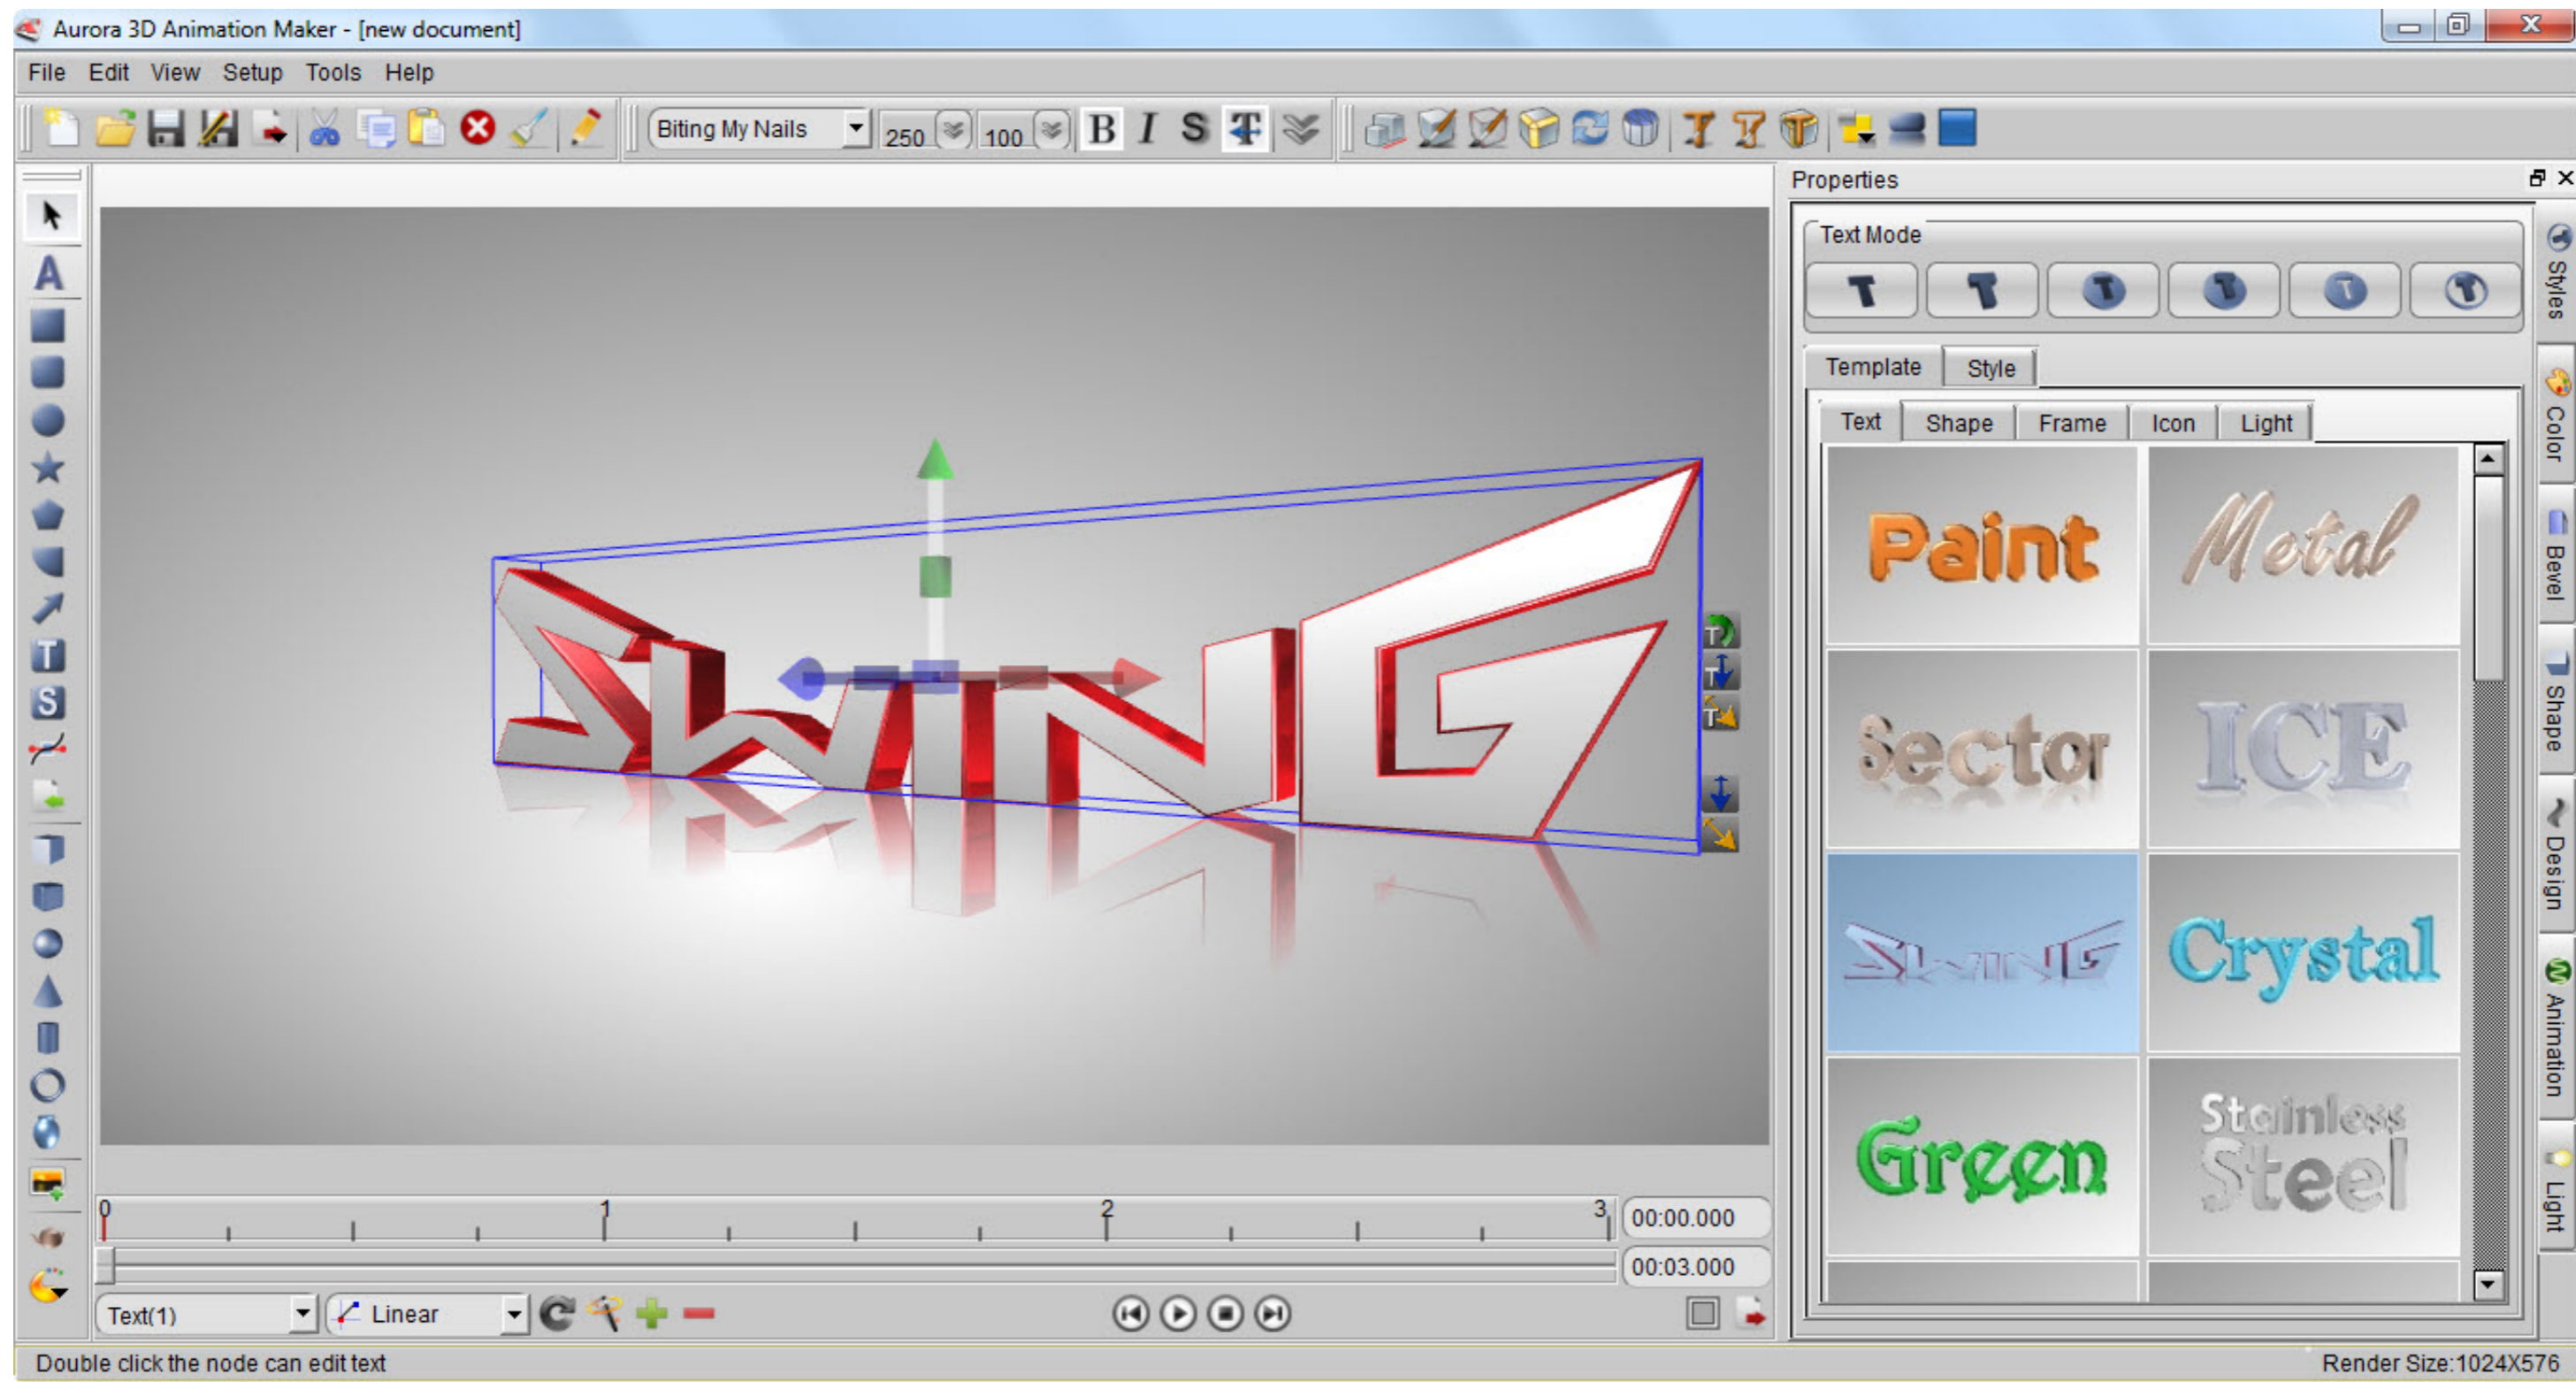 Aurora 3D Animation Maker - [new document]
File Edit View Setup Tools Help
Biting My Nails 250 100 B I S T
Properties
Text Mode
Template Style
Text Shape Frame Icon Light
Paint Metal
Sector ICE
SWING Crystal
Green Stainless
Steel
Styles
Color
Bevel
Shape
Design
Animation
Light
SWING
0 1 2 3 00:00.000
00:03.000
Text(1) Linear
Double click the node can edit text Render Size:1024X576